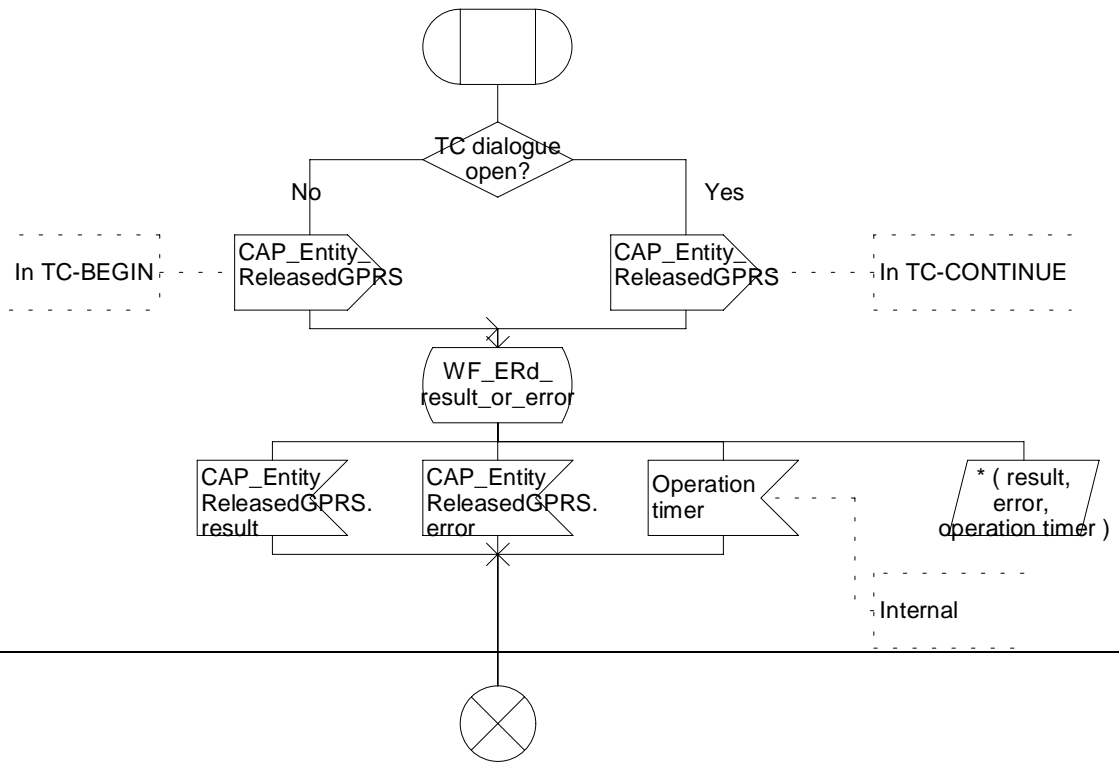 TC dialogue
open?
No
Yes
In TC-BEGIN
CAP_Entity_
ReleasedGPRS
CAP_Entity_
ReleasedGPRS
In TC-CONTINUE
WF_ERd_
result_or_error
CAP_Entity
ReleasedGPRS.
result
CAP_Entity
ReleasedGPRS.
error
Operation
timer
* ( result,
error,
operation timer )
Internal